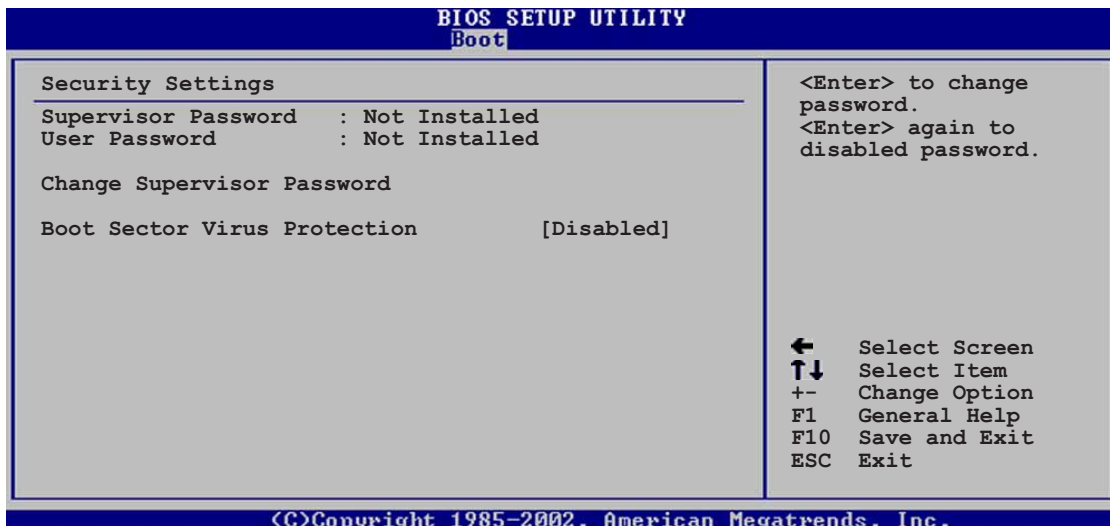 BIOS SETUP UTILITY
Boot
Security Settings
Supervisor Password : Not Installed
User Password : Not Installed
Change Supervisor Password
Boot Sector Virus Protection [Disabled]
<Enter> to change
password.
<Enter> again to
disabled password.
← Select Screen
↑↓ Select Item
+- Change Option
F1 General Help
F10 Save and Exit
ESC Exit
(C)Copyright 1985-2002, American Megatrends, Inc.